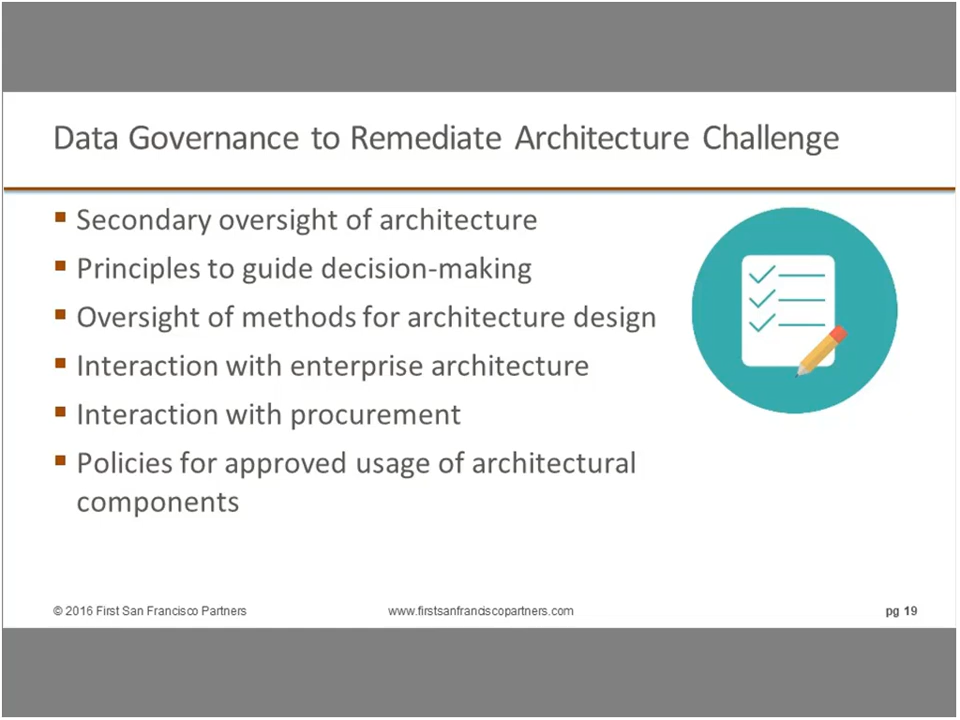 Data Governance to Remediate Architecture Challenge
Secondary oversight of architecture
Principles to guide decision-making
Oversight of methods for architecture design
Interaction with enterprise architecture
Interaction with procurement
Policies for approved usage of architectural
components
© 2016 First San Francisco Partners
www.firstsanfranciscopartners.com
pg 19